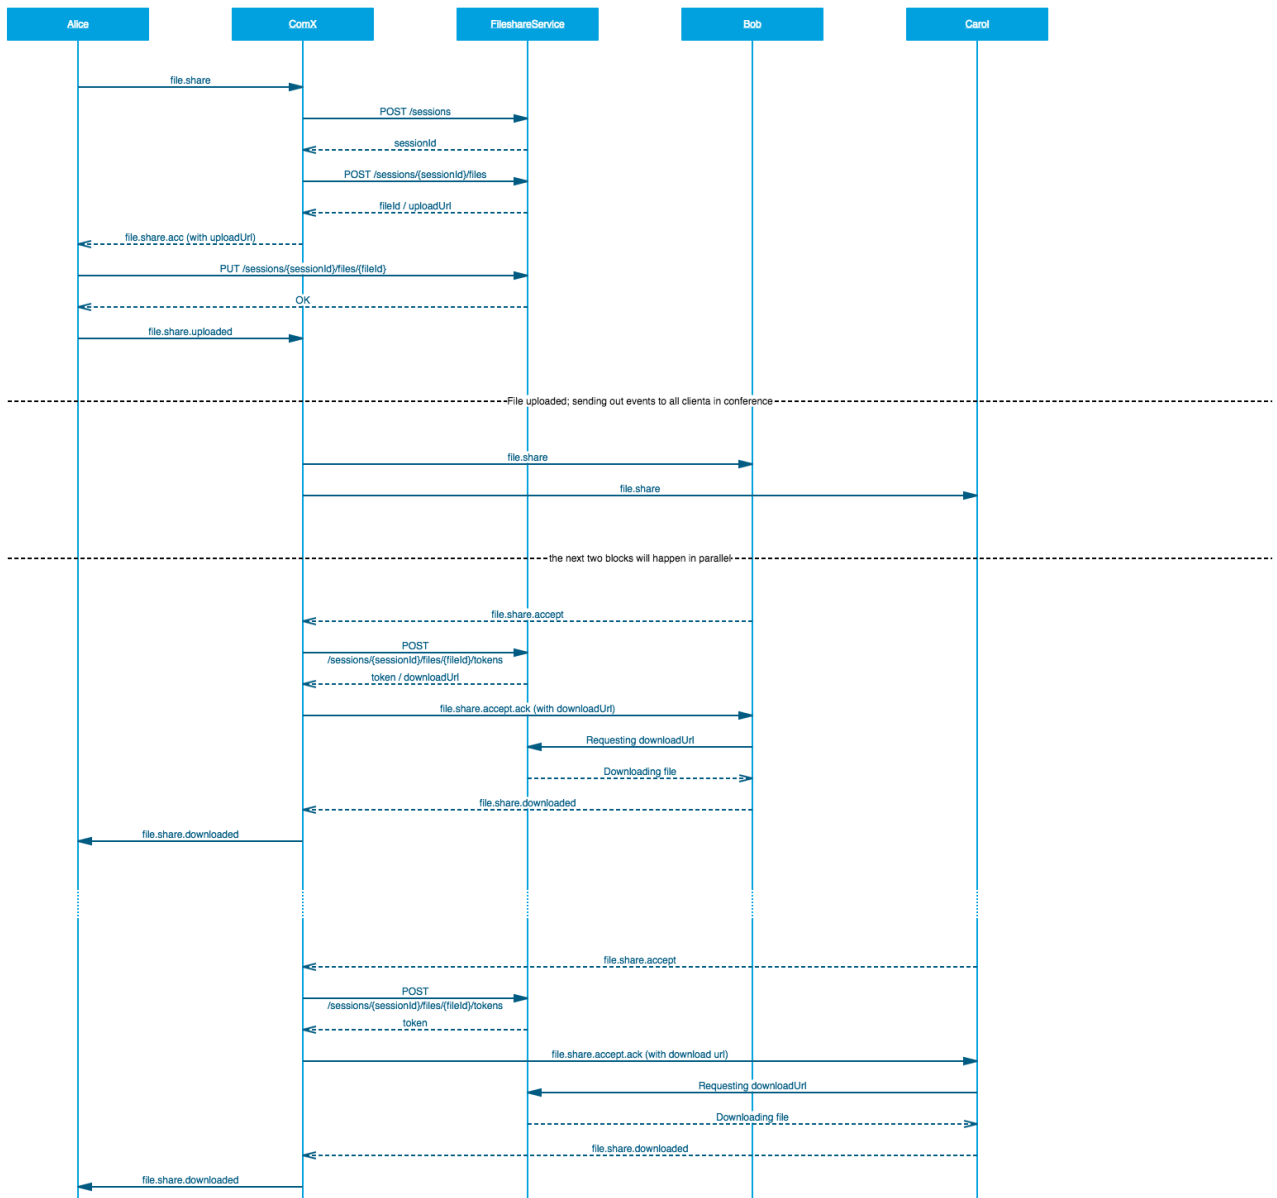 Alice
ComX
FileshareService
Bob
Carol
file.share
POST /sessions
sessionId
POST /sessions/{sessionId}/files
fileId / uploadUrl
file.share.acc (with uploadUrl)
PUT /sessions/{sessionId}/files/{fileId}
OK
file.share.uploaded
File uploaded; sending out events to all clienta in conference
file.share
file.share
the next two blocks will happen in parallel
file.share.accept
POST
/sessions/{sessionId}/files/{fileId}/tokens
token / downloadUrl
file.share.accept.ack (with downloadUrl)
Requesting downloadUrl
Downloading file
file.share.downloaded
file.share.downloaded
file.share.accept
POST
/sessions/{sessionId}/files/{fileId}/tokens
token
file.share.accept.ack (with download url)
Requesting downloadUrl
Downloading file
file.share.downloaded
file.share.downloaded